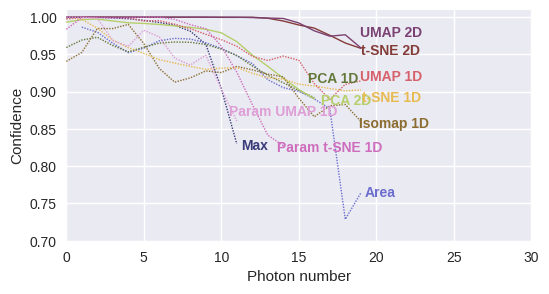 1.00
0.95
0.90
0.85
0.80
0.75
0.70
Confidence
UMAP 2D
t-SNE 2D
PCA 1D
UMAP 1D
PCA 2D
t-SNE 1D
Param UMAP 1D
Isomap 1D
Max
Param t-SNE 1D
Area
0 5 10 15 20 25 30
Photon number